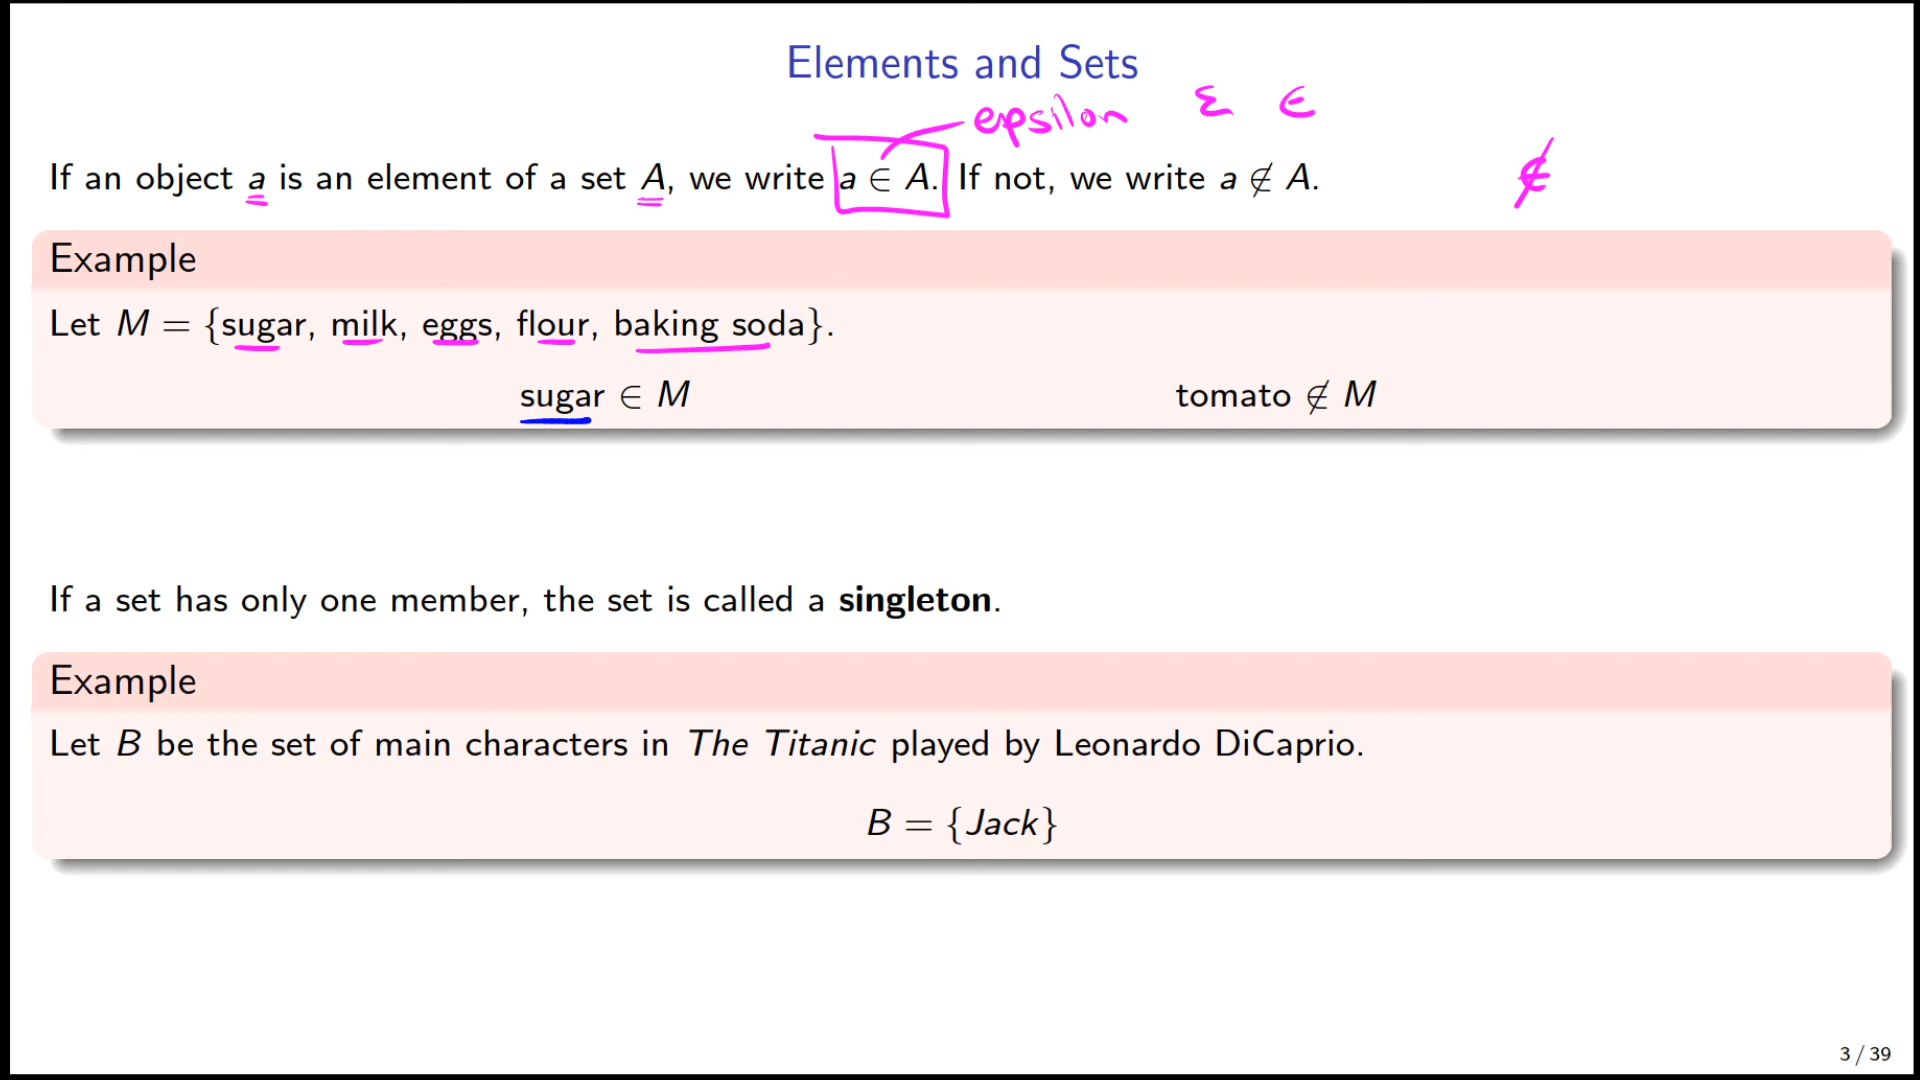 Elements and Sets
epsilon ε ∈
If an object a is an element of a set A, we write a ∈ A. If not, we write a ∉ A. ∉
Example
Let M = {sugar, milk, eggs, flour, baking soda}.
sugar ∈ M tomato ∉ M
If a set has only one member, the set is called a singleton.
Example
Let B be the set of main characters in The Titanic played by Leonardo DiCaprio.
B = {Jack}
3 / 39